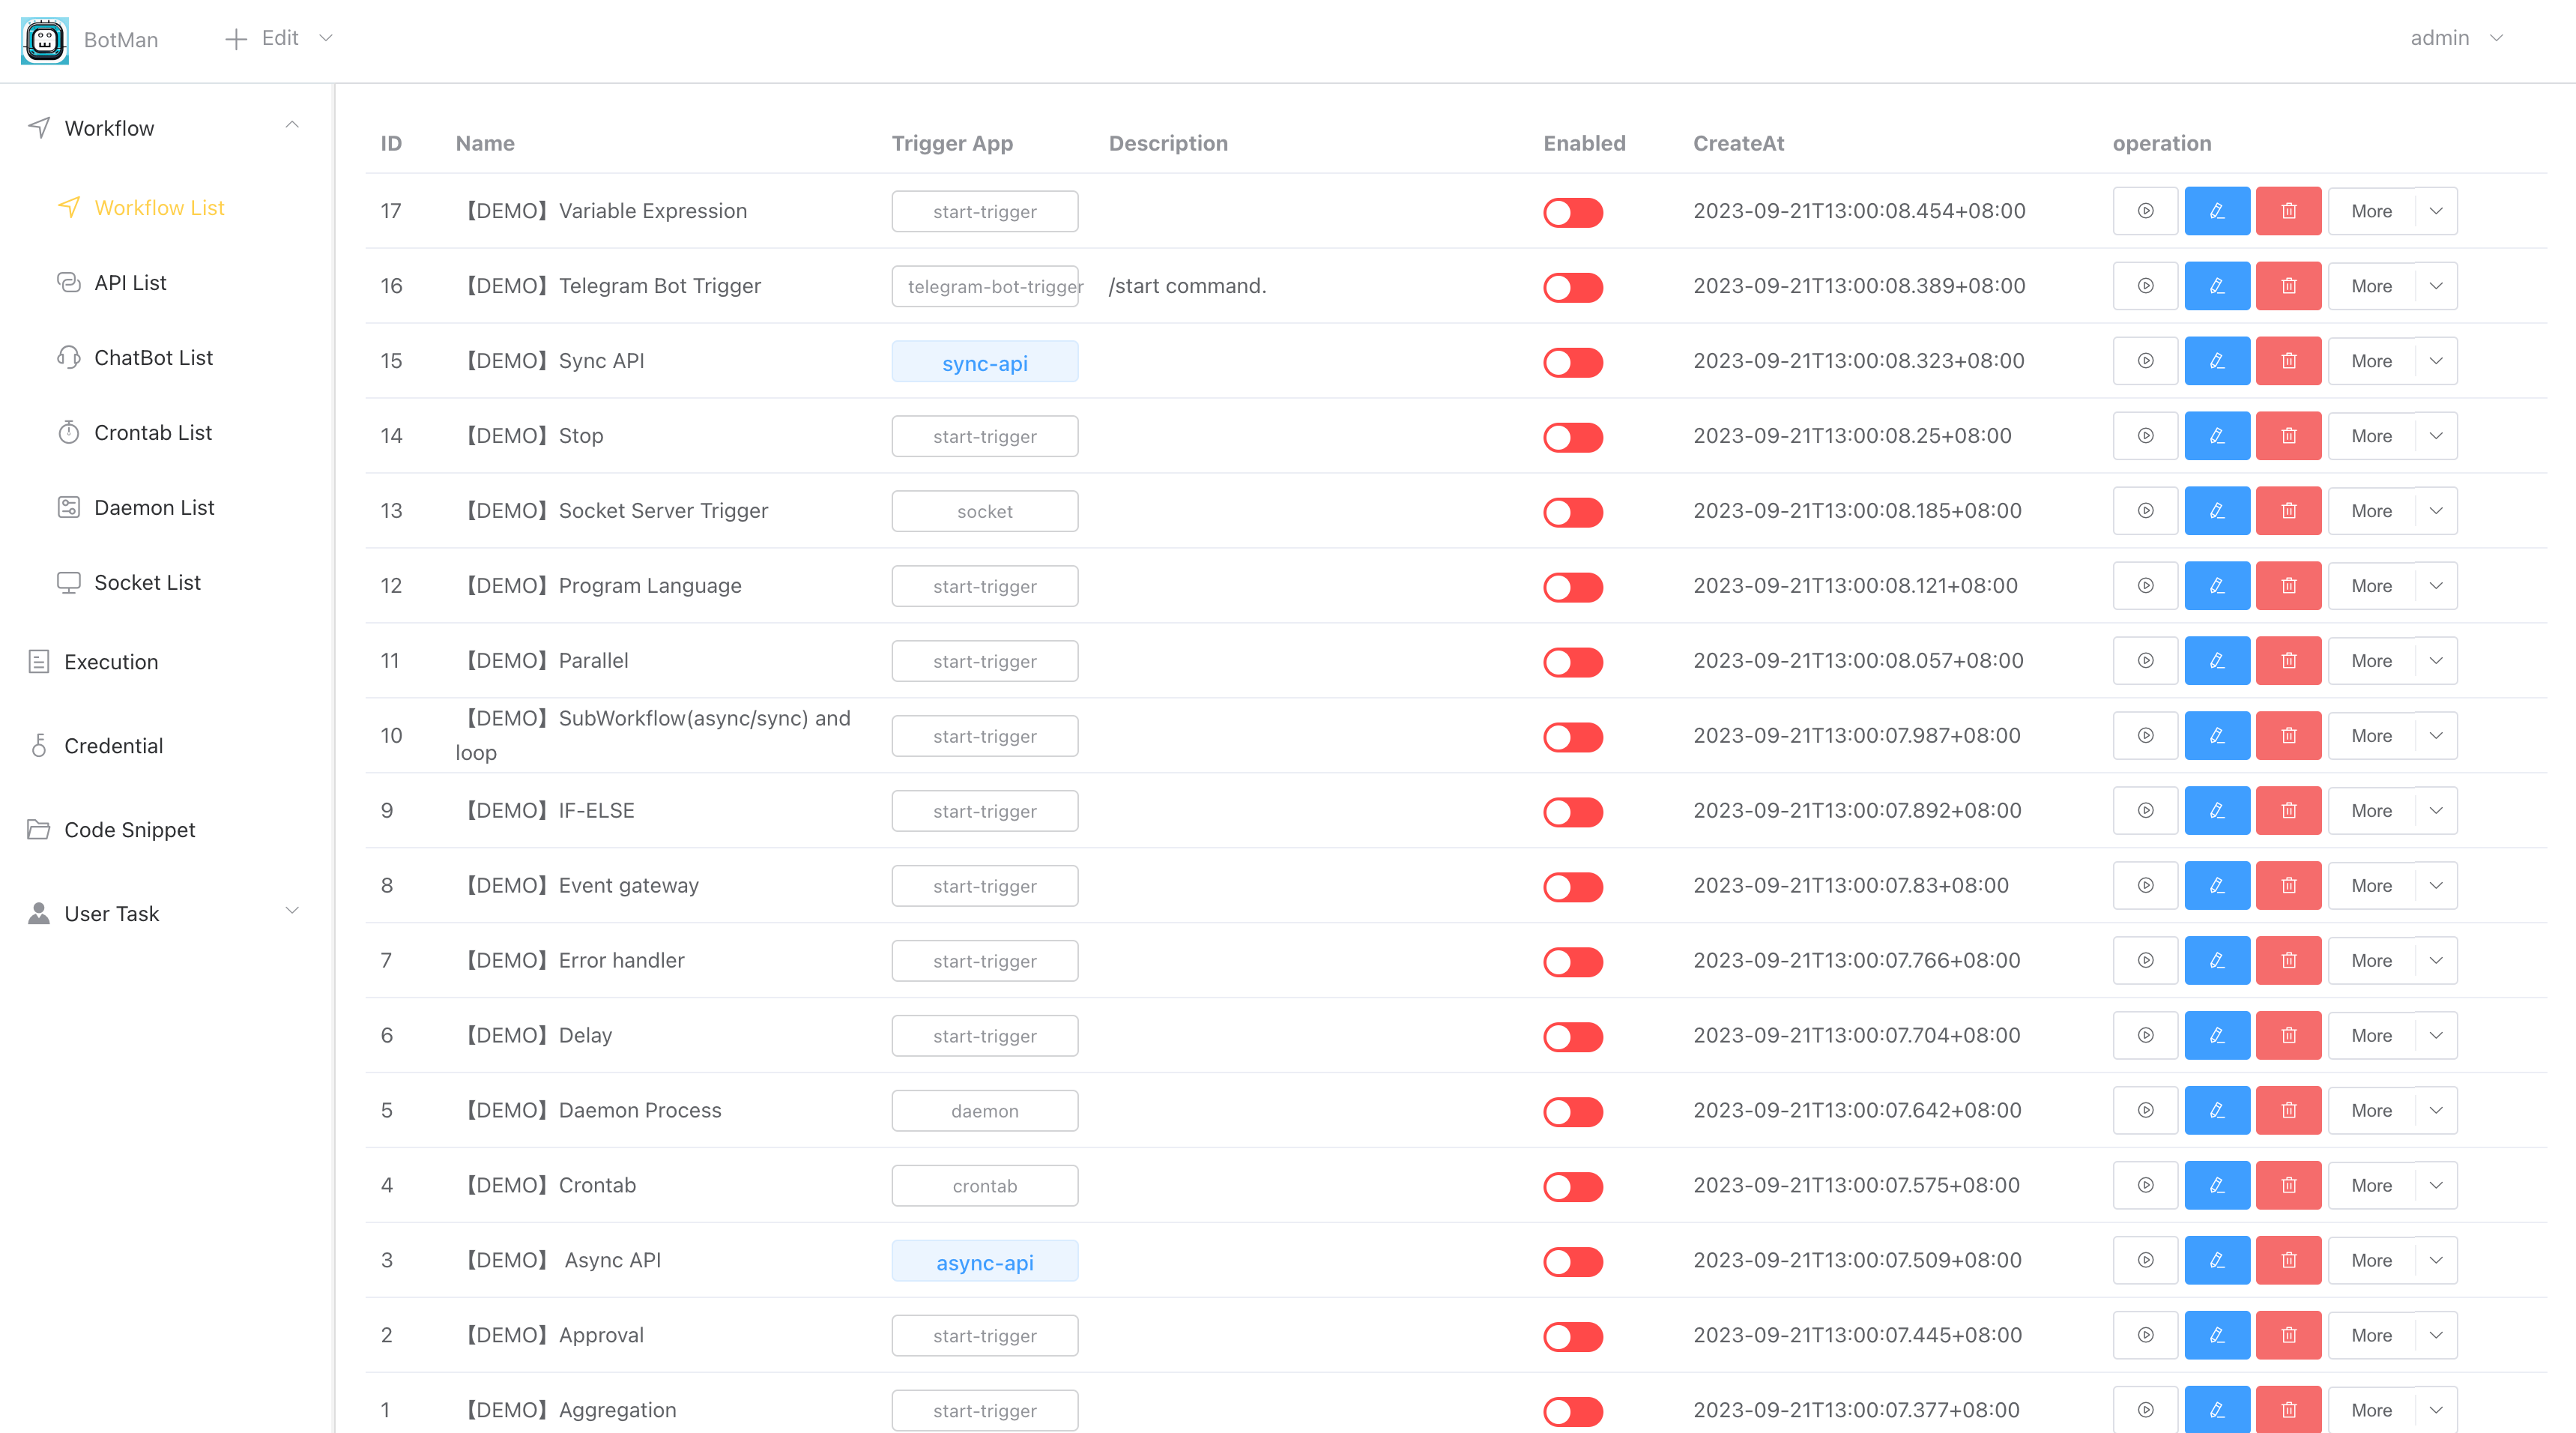 BotMan
Edit
admin
Workflow
Workflow List
API List
ChatBot List
Crontab List
Daemon List
Socket List
Execution
Credential
Code Snippet
User Task
ID Name Trigger App Description Enabled CreateAt operation
17 【DEMO】Variable Expression start-trigger 2023-09-21T13:00:08.454+08:00 More
16 【DEMO】Telegram Bot Trigger telegram-bot-trigger /start command. 2023-09-21T13:00:08.389+08:00 More
15 【DEMO】Sync API sync-api 2023-09-21T13:00:08.323+08:00 More
14 【DEMO】Stop start-trigger 2023-09-21T13:00:08.25+08:00 More
13 【DEMO】Socket Server Trigger socket 2023-09-21T13:00:08.185+08:00 More
12 【DEMO】Program Language start-trigger 2023-09-21T13:00:08.121+08:00 More
11 【DEMO】Parallel start-trigger 2023-09-21T13:00:08.057+08:00 More
10 【DEMO】SubWorkflow(async/sync) and
loop start-trigger 2023-09-21T13:00:07.987+08:00 More
9 【DEMO】IF-ELSE start-trigger 2023-09-21T13:00:07.892+08:00 More
8 【DEMO】Event gateway start-trigger 2023-09-21T13:00:07.83+08:00 More
7 【DEMO】Error handler start-trigger 2023-09-21T13:00:07.766+08:00 More
6 【DEMO】Delay start-trigger 2023-09-21T13:00:07.704+08:00 More
5 【DEMO】Daemon Process daemon 2023-09-21T13:00:07.642+08:00 More
4 【DEMO】Crontab crontab 2023-09-21T13:00:07.575+08:00 More
3 【DEMO】 Async API async-api 2023-09-21T13:00:07.509+08:00 More
2 【DEMO】Approval start-trigger 2023-09-21T13:00:07.445+08:00 More
1 【DEMO】Aggregation start-trigger 2023-09-21T13:00:07.377+08:00 More